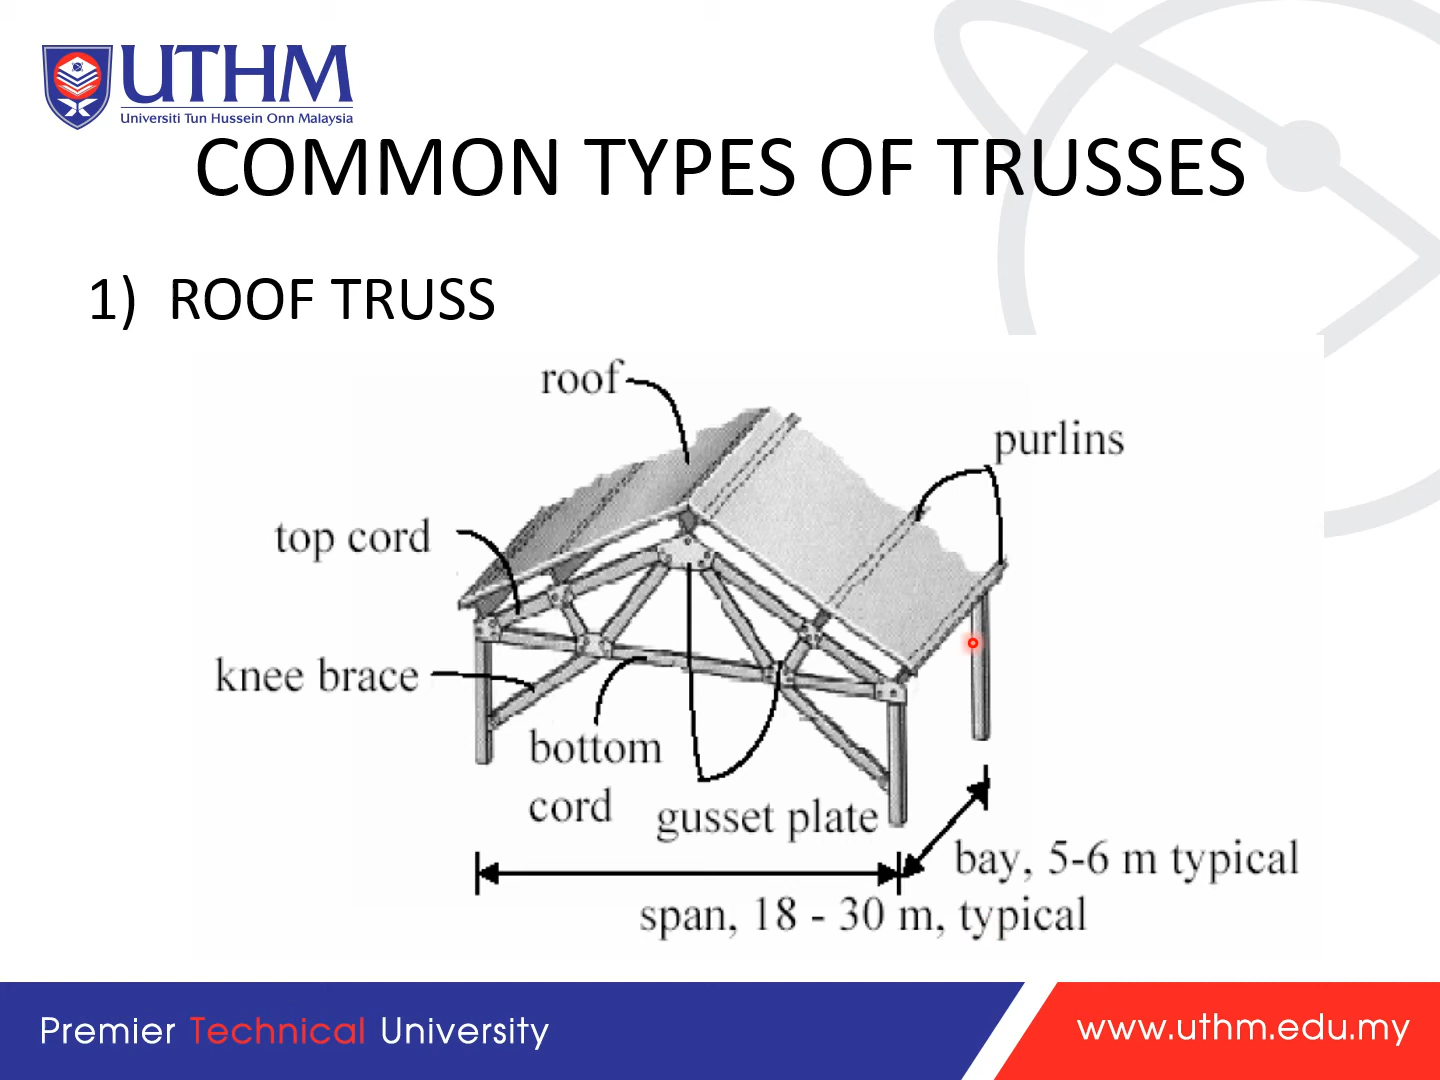 UTHM
Universiti Tun Hussein Onn Malaysia
COMMON TYPES OF TRUSSES
1) ROOF TRUSS
roof
purlins
top cord
knee brace
bottom
cord
gusset plate
bay, 5-6 m typical
span, 18 - 30 m, typical
Premier Technical University
www.uthm.edu.my